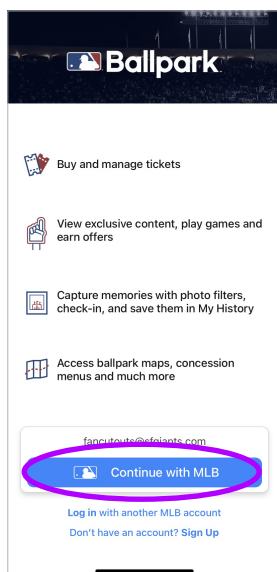 Ballpark
Buy and manage tickets
View exclusive content, play games and
earn offers
Capture memories with photo filters,
check-in, and save them in My History
Access ballpark maps, concession
menus and much more
fancutouts@sfgiants.com
Continue with MLB
Log in with another MLB account
Don't have an account? Sign Up